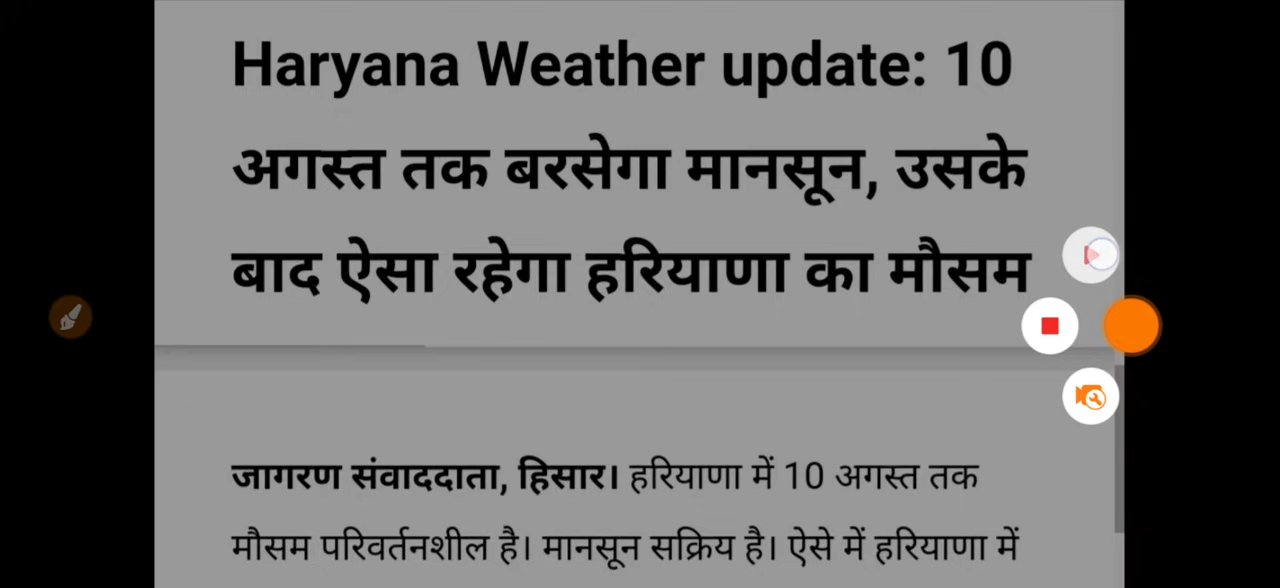 Haryana Weather update: 10
अगस्त तक बरसेगा मानसून, उसके
बाद ऐसा रहेगा हरियाणा का मौसम
जागरण संवाददाता, हिसार। हरियाणा में 10 अगस्त तक
मौसम परिवर्तनशील है। मानसून सक्रिय है। ऐसे में हरियाणा में